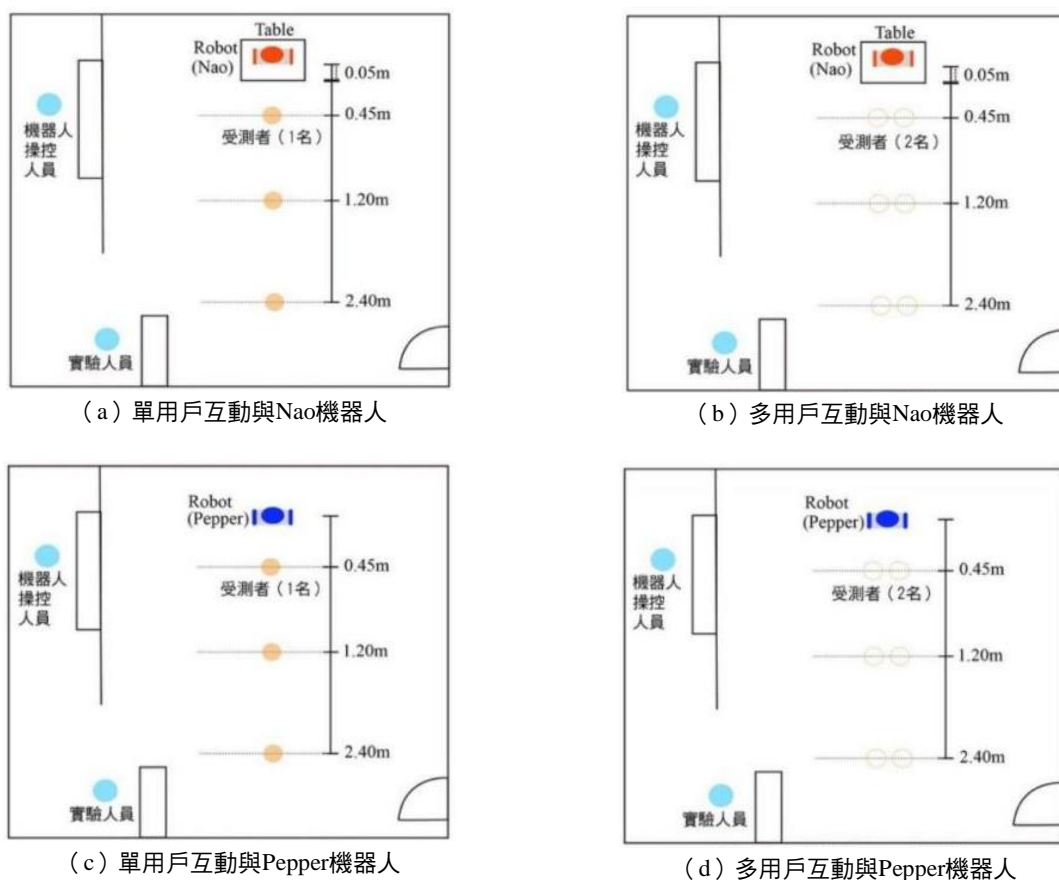 Table
Robot
(Nao)
0.05m
0.45m
受測者（1名）
機器人
操控
人員
1.20m
2.40m
實驗人員
（a）單用戶互動與Nao機器人
Table
Robot
(Nao)
0.05m
0.45m
受測者（2名）
機器人
操控
人員
1.20m
2.40m
實驗人員
（b）多用戶互動與Nao機器人
Robot
(Pepper)
0.45m
受測者（1名）
機器人
操控
人員
1.20m
2.40m
實驗人員
（c）單用戶互動與Pepper機器人
Robot
(Pepper)
0.45m
受測者（2名）
機器人
操控
人員
1.20m
2.40m
實驗人員
（d）多用戶互動與Pepper機器人